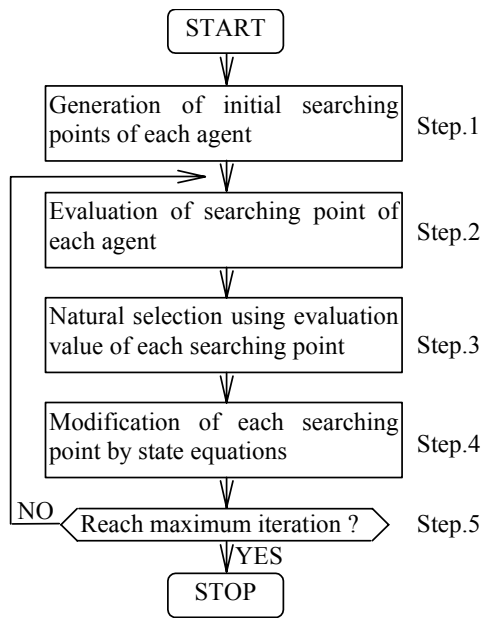 START
Generation of initial searching
points of each agent
Step.1
Evaluation of searching point of
each agent
Step.2
Natural selection using evaluation
value of each searching point
Step.3
Modification of each searching
point by state equations
Step.4
NO
Reach maximum iteration ?
Step.5
YES
STOP